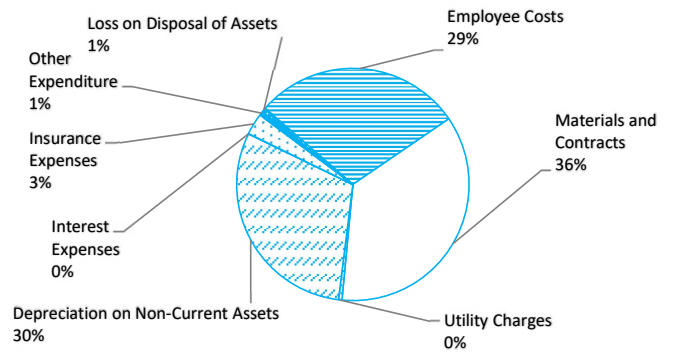 Loss on Disposal of Assets
1%
Employee Costs
29%
Other
Expenditure
1%
Materials and
Contracts
36%
Insurance
Expenses
3%
Interest
Expenses
0%
Depreciation on Non-Current Assets
30%
Utility Charges
0%